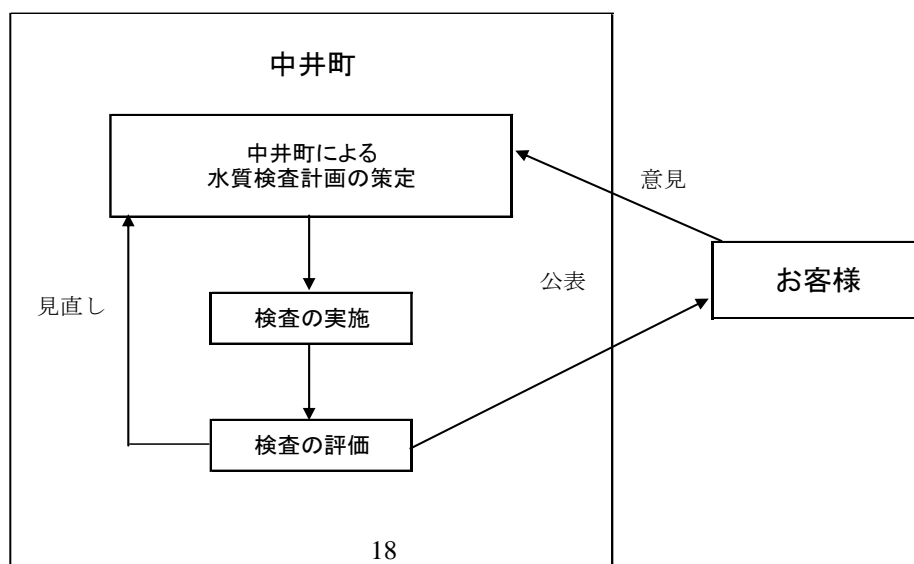 中井町
中井町による
水質検査計画の策定
意見
お客様
公表
見直し
検査の実施
検査の評価
18